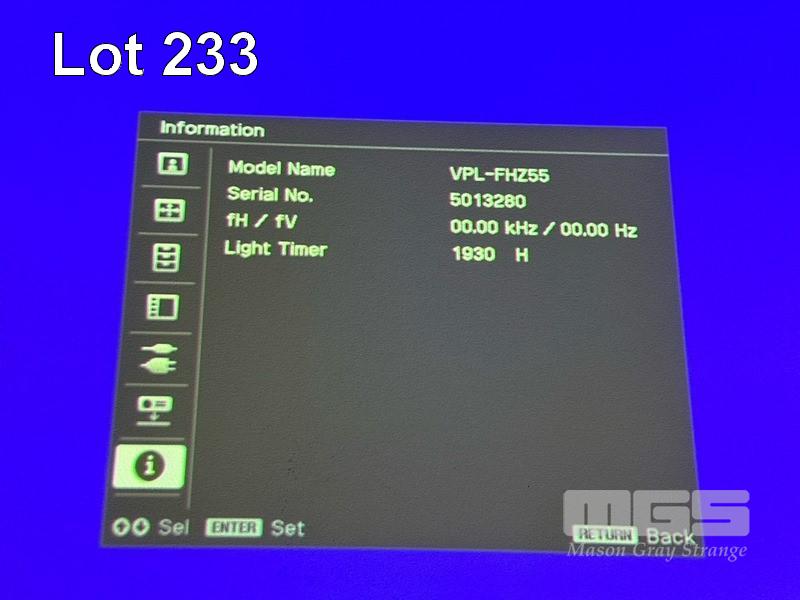 Lot 233
Information
Model Name VPL-FHZ55
Serial No. 5013280
fH / fV 00.00 kHz / 00.00 Hz
Light Timer 1930 H
Sel ENTER Set RETURN Back
MGS
Mason Gray Strange